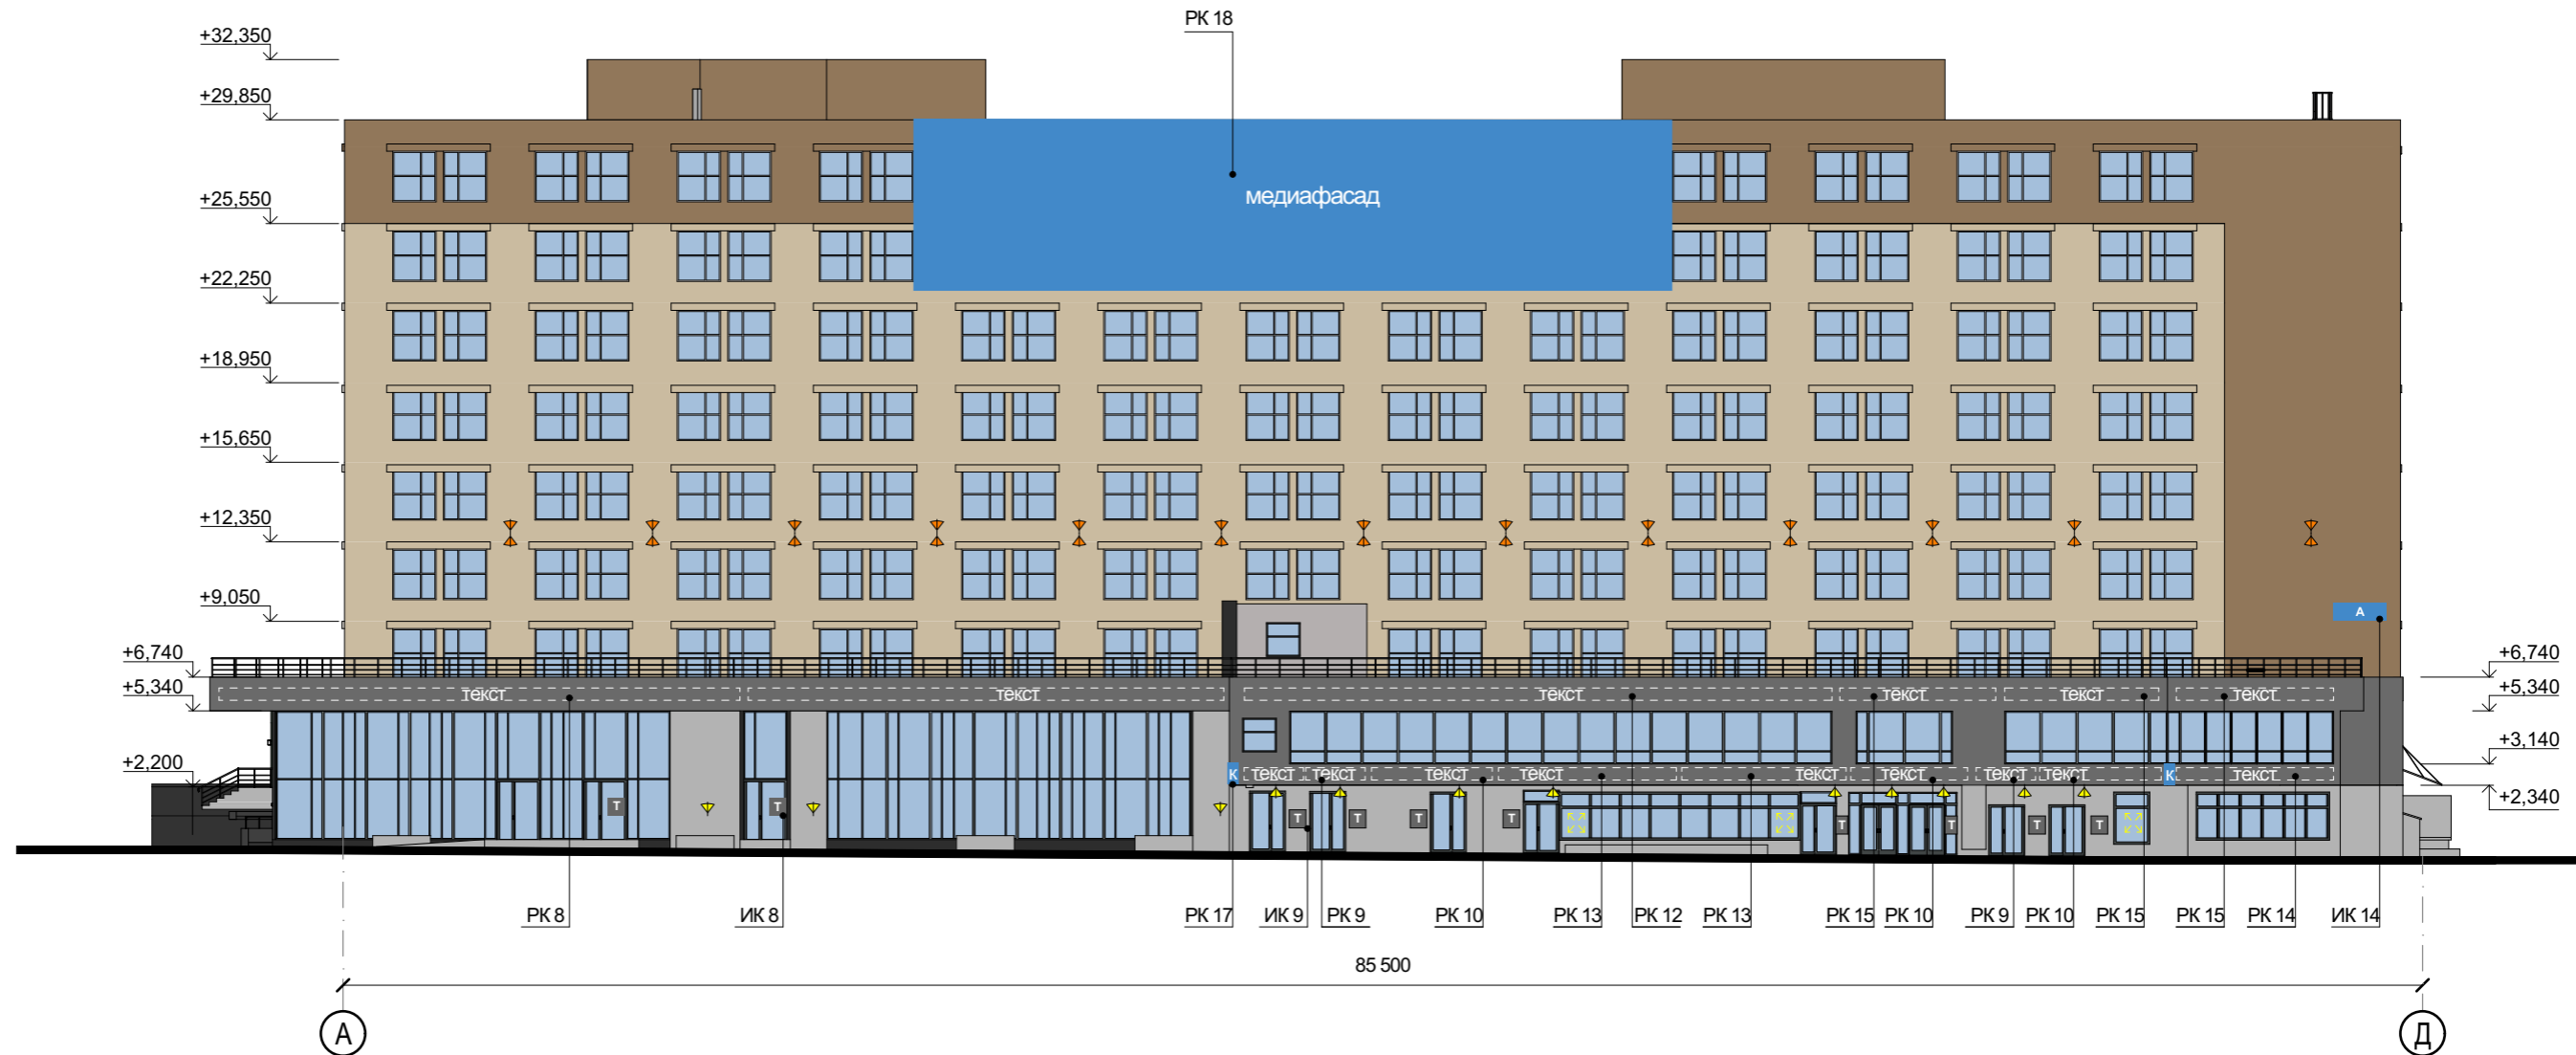 РК 18
+32,350
+29,850
медиафасад
+25,550
+22,250
+18,950
+15,650
+12,350
+9,050
А
+6,740
+6,740
+5,340
+5,340
текст текст текст текст текст текст
+3,140
+2,200
К текст текст текст текст текст текст текст текст К текст
+2,340
Т Т Т Т Т Т Т Т Т Т
РК 8 ИК 8 РК 17 ИК 9 РК 9 РК 10 РК 13 РК 12 РК 13 РК 15 РК 10 РК 9 РК 10 РК 15 РК 15 РК 14 ИК 14
85 500
А Д